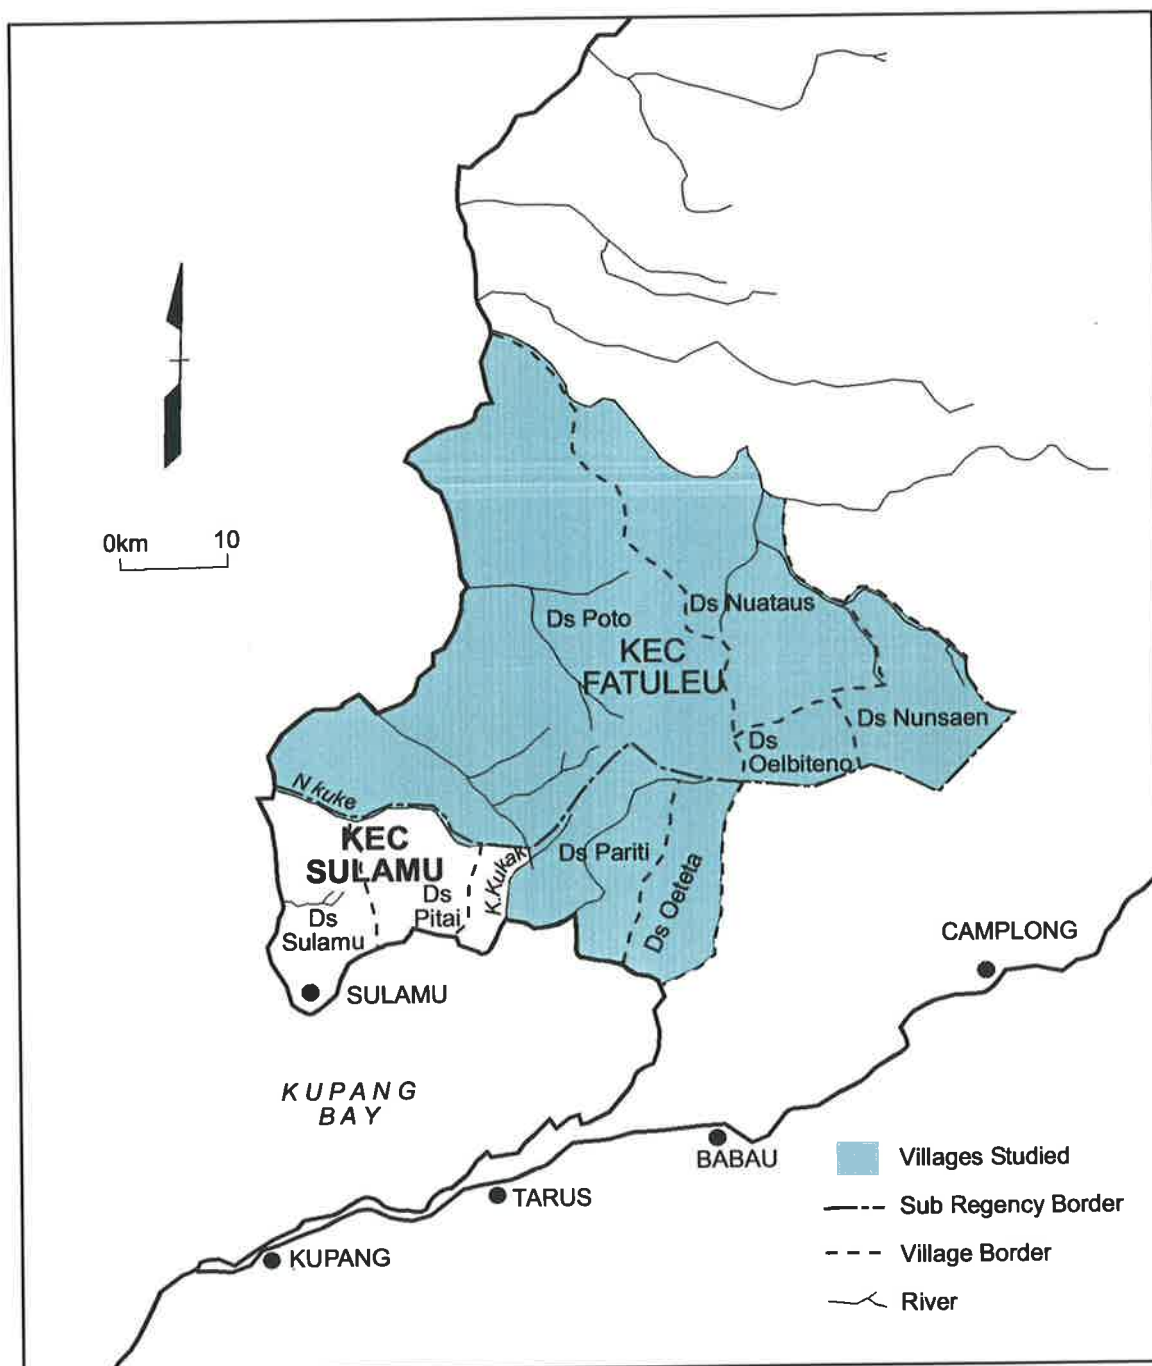 0km 10
Ds Nuataus
Ds Poto
KEC
FATULEU
Ds Nunsaen
Ds
Oelbiteno
N kuke
KEC
SULAMU
Ds Pariti
K.Kukak
Ds Oeteta
Ds
Pitai
Ds
Sulamu
CAMPLONG
SULAMU
KUPANG
BAY
BABAU
TARUS
KUPANG
Villages Studied
Sub Regency Border
Village Border
River